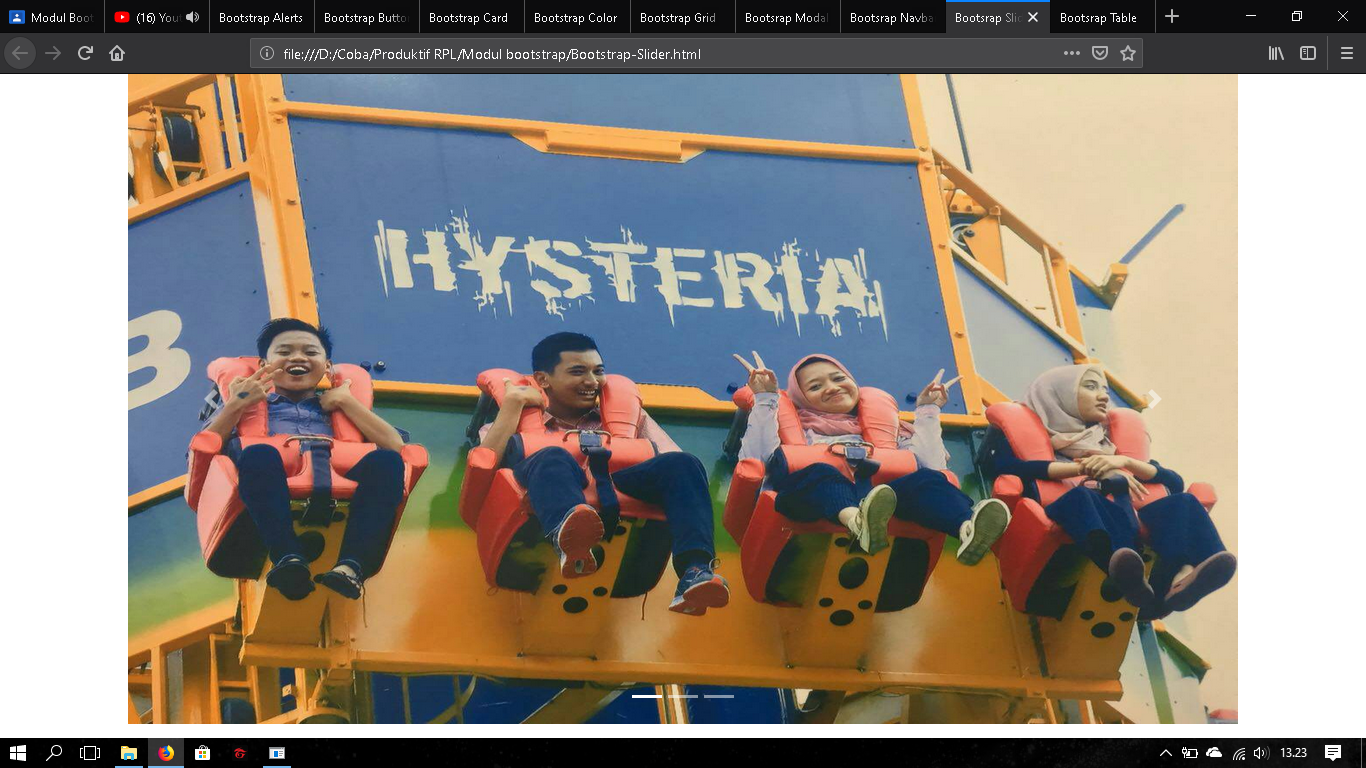 Modul Boot
(16) You
Bootstrap Alerts
Bootstrap Butto
Bootstrap Card
Bootstrap Color
Bootstrap Grid
Bootsrap Modal
Bootsrap Navba
Bootsrap Slid
Bootsrap Table
file:///D:/Coba/Produktif RPL/Modul bootstrap/Bootstrap-Slider.html
HYSTERIA
B
13.23